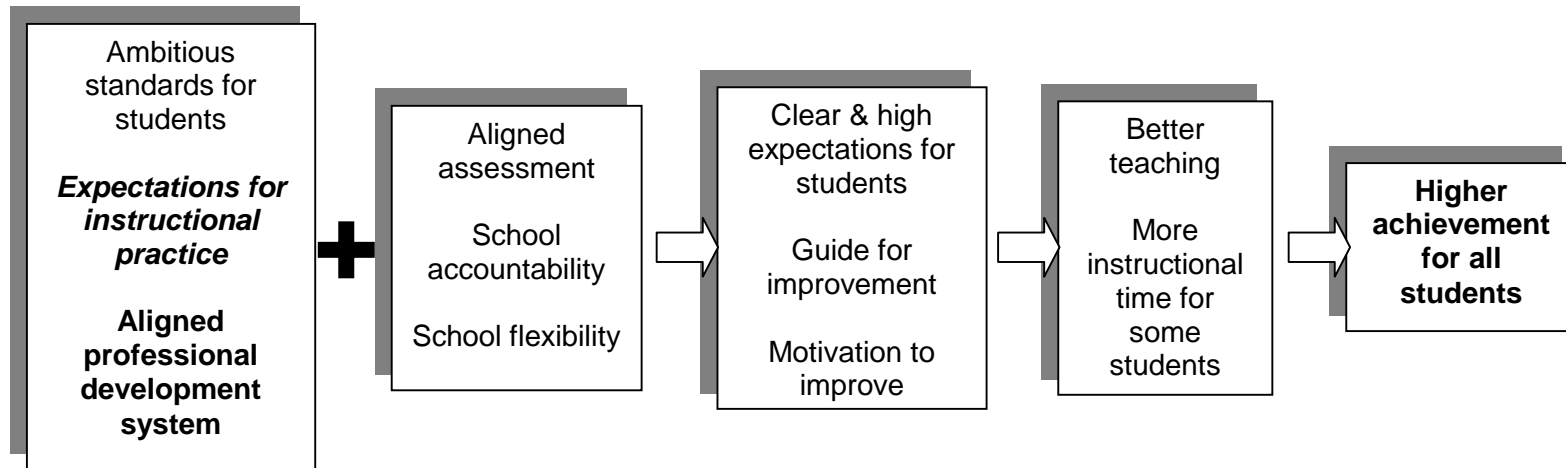 Ambitious
standards for
students
Expectations for
instructional
practice
Aligned
professional
development
system
Aligned
assessment
School
accountability
School flexibility
Clear & high
expectations for
students
Guide for
improvement
Motivation to
improve
Better
teaching
More
instructional
time for
some
students
Higher
achievement
for all
students